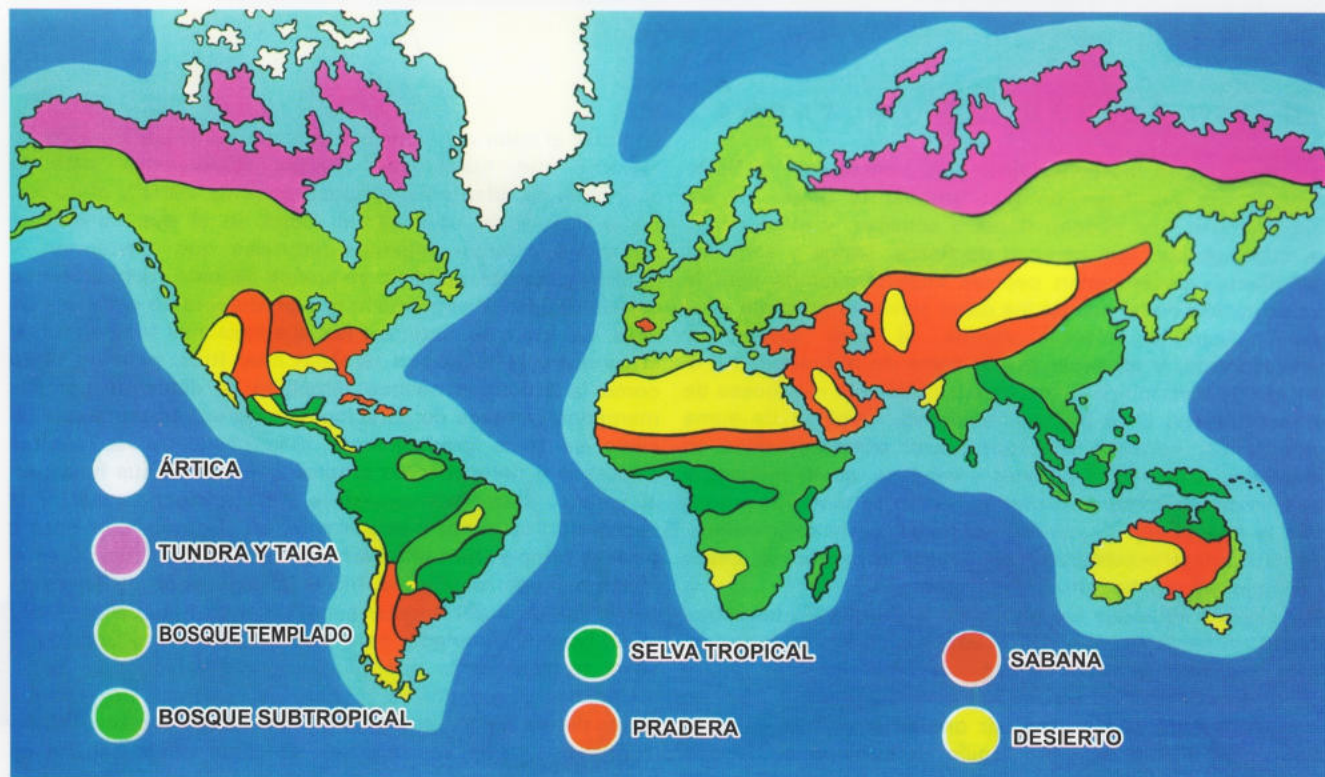 ÁRTICA
TUNDRA Y TAIGA
BOSQUE TEMPLADO
BOSQUE SUBTROPICAL
SELVA TROPICAL
PRADERA
SABANA
DESIERTO